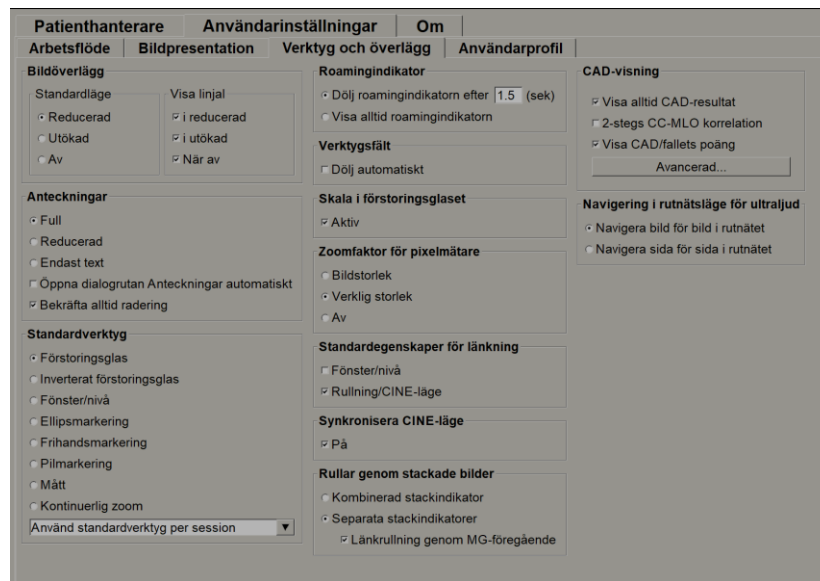 Patienthanterare Användarinställningar Om
Arbetsflöde Bildpresentation Verktyg och överlägg Användarprofil
Bildöverlägg
Standardläge
Reducerad
Utökad
Av
Visa linjal
i reducerad
i utökad
När av
Anteckningar
Full
Reducerad
Endast text
Öppna dialogrutan Anteckningar automatiskt
Bekräfta alltid radering
Standardverktyg
Förstoringsglas
Inverterat förstoringsglas
Fönster/nivå
Ellipsmarkering
Frihandsmarkering
Pilmarkering
Mått
Kontinuerlig zoom
Använd standardverktyg per session
Roamingindikator
Dölj roamingindikatorn efter 1.5 (sek)
Visa alltid roamingindikatorn
Verktygsfält
Dölj automatiskt
Skala i förstoringsglaset
Aktiv
Zoomfaktor för pixelmätare
Bildstorlek
Verklig storlek
Av
Standardegenskaper för länkning
Fönster/nivå
Rullning/CINE-läge
Synkronisera CINE-läge
På
Rullar genom stackade bilder
Kombinerad stackindikator
Separata stackindikatorer
Länkrullning genom MG-föregående
CAD-visning
Visa alltid CAD-resultat
2-stegs CC-MLO korrelation
Visa CAD/fallets poäng
Avancerad...
Navigering i rutnätsläge för ultraljud
Navigera bild för bild i rutnätet
Navigera sida för sida i rutnätet